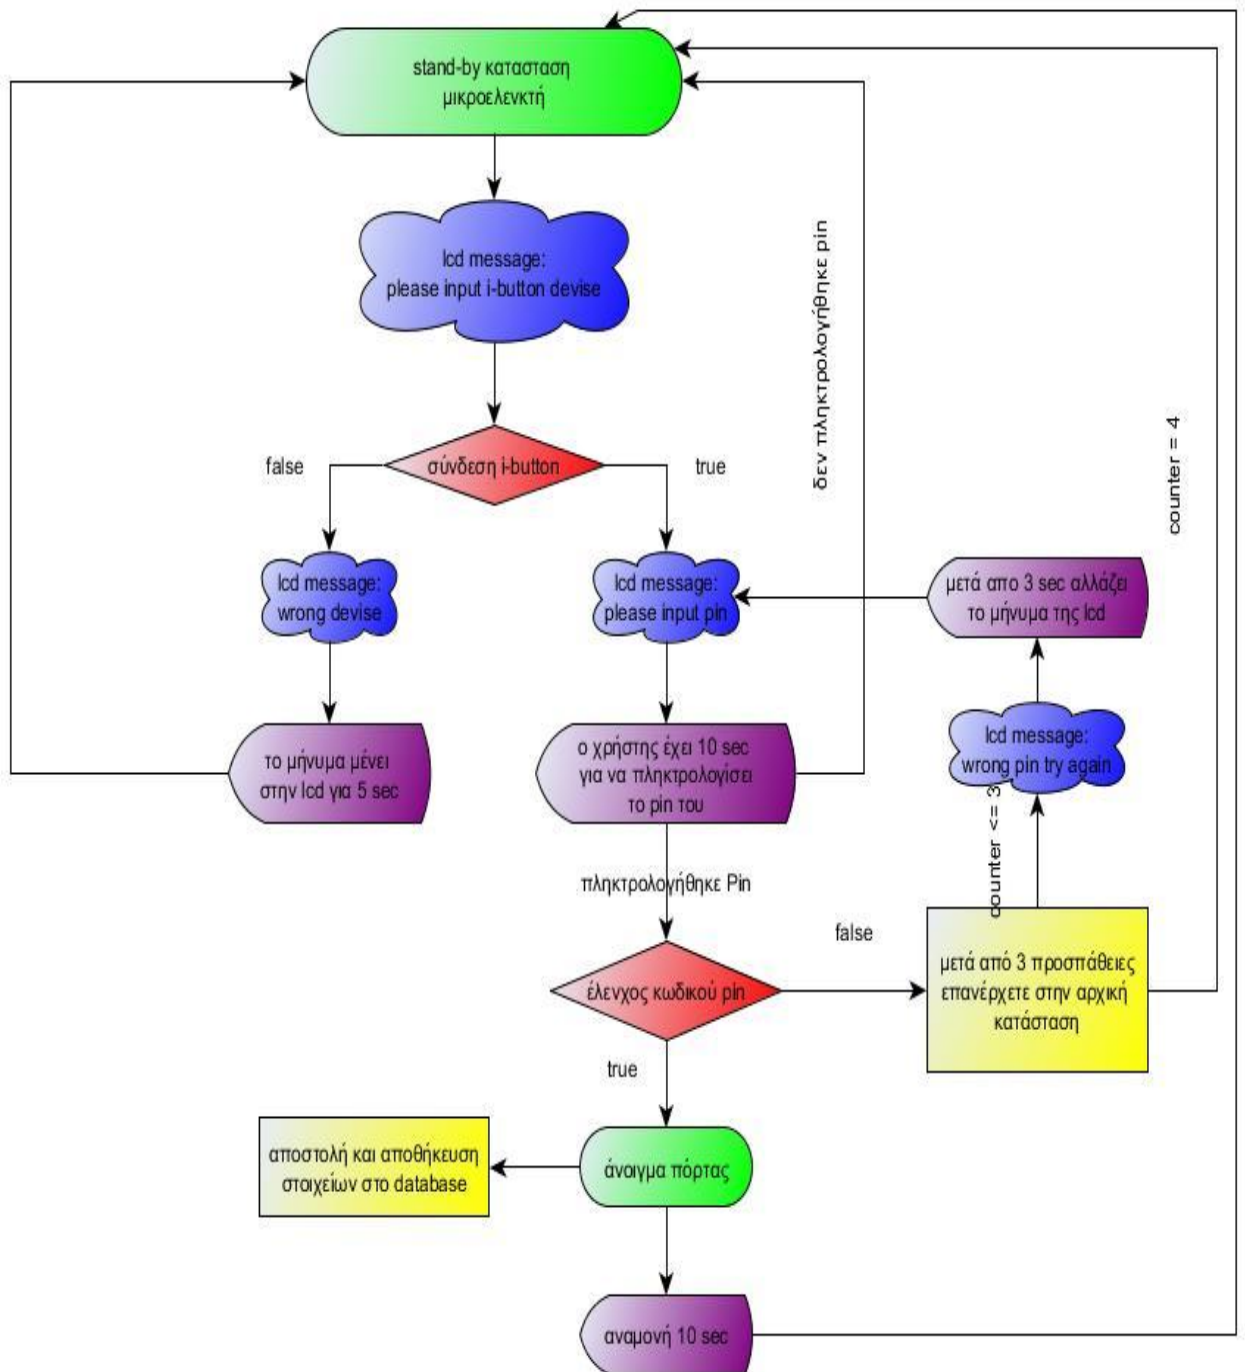 stand-by κατασταση
μικροελενκτή
lcd message:
please input i-button devise
δεν πληκτρολογήθηκε pin
counter = 4
false
σύνδεση i-button
true
lcd message:
wrong devise
lcd message:
please input pin
μετά απο 3 sec αλλάζει
το μήνυμα της lcd
το μήνυμα μένει
στην lcd για 5 sec
ο χρήστης έχει 10 sec
για να πληκτρολογίσει
το pin του
lcd message:
wrong pin try again
counter <= 3
πληκτρολογήθηκε Pin
false
έλενχος κωδικού pin
μετά από 3 προσπάθειες
επανέρχετε στην αρχική
κατάσταση
true
αποστολή και αποθήκευση
στοιχείων στο database
άνοιγμα πόρτας
αναμονή 10 sec